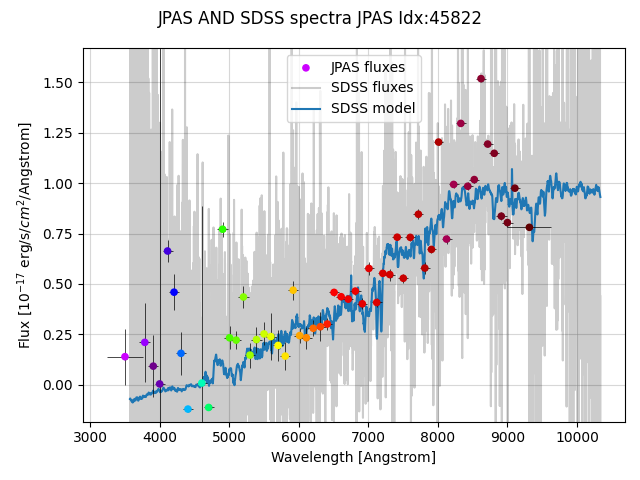 JPAS AND SDSS spectra JPAS Idx:45822
JPAS fluxes
SDSS fluxes
SDSS model
1.50
1.25
1.00
0.75
0.50
0.25
0.00
Flux [10⁻¹⁷ erg/s/cm²/Angstrom]
3000 4000 5000 6000 7000 8000 9000 10000
Wavelength [Angstrom]